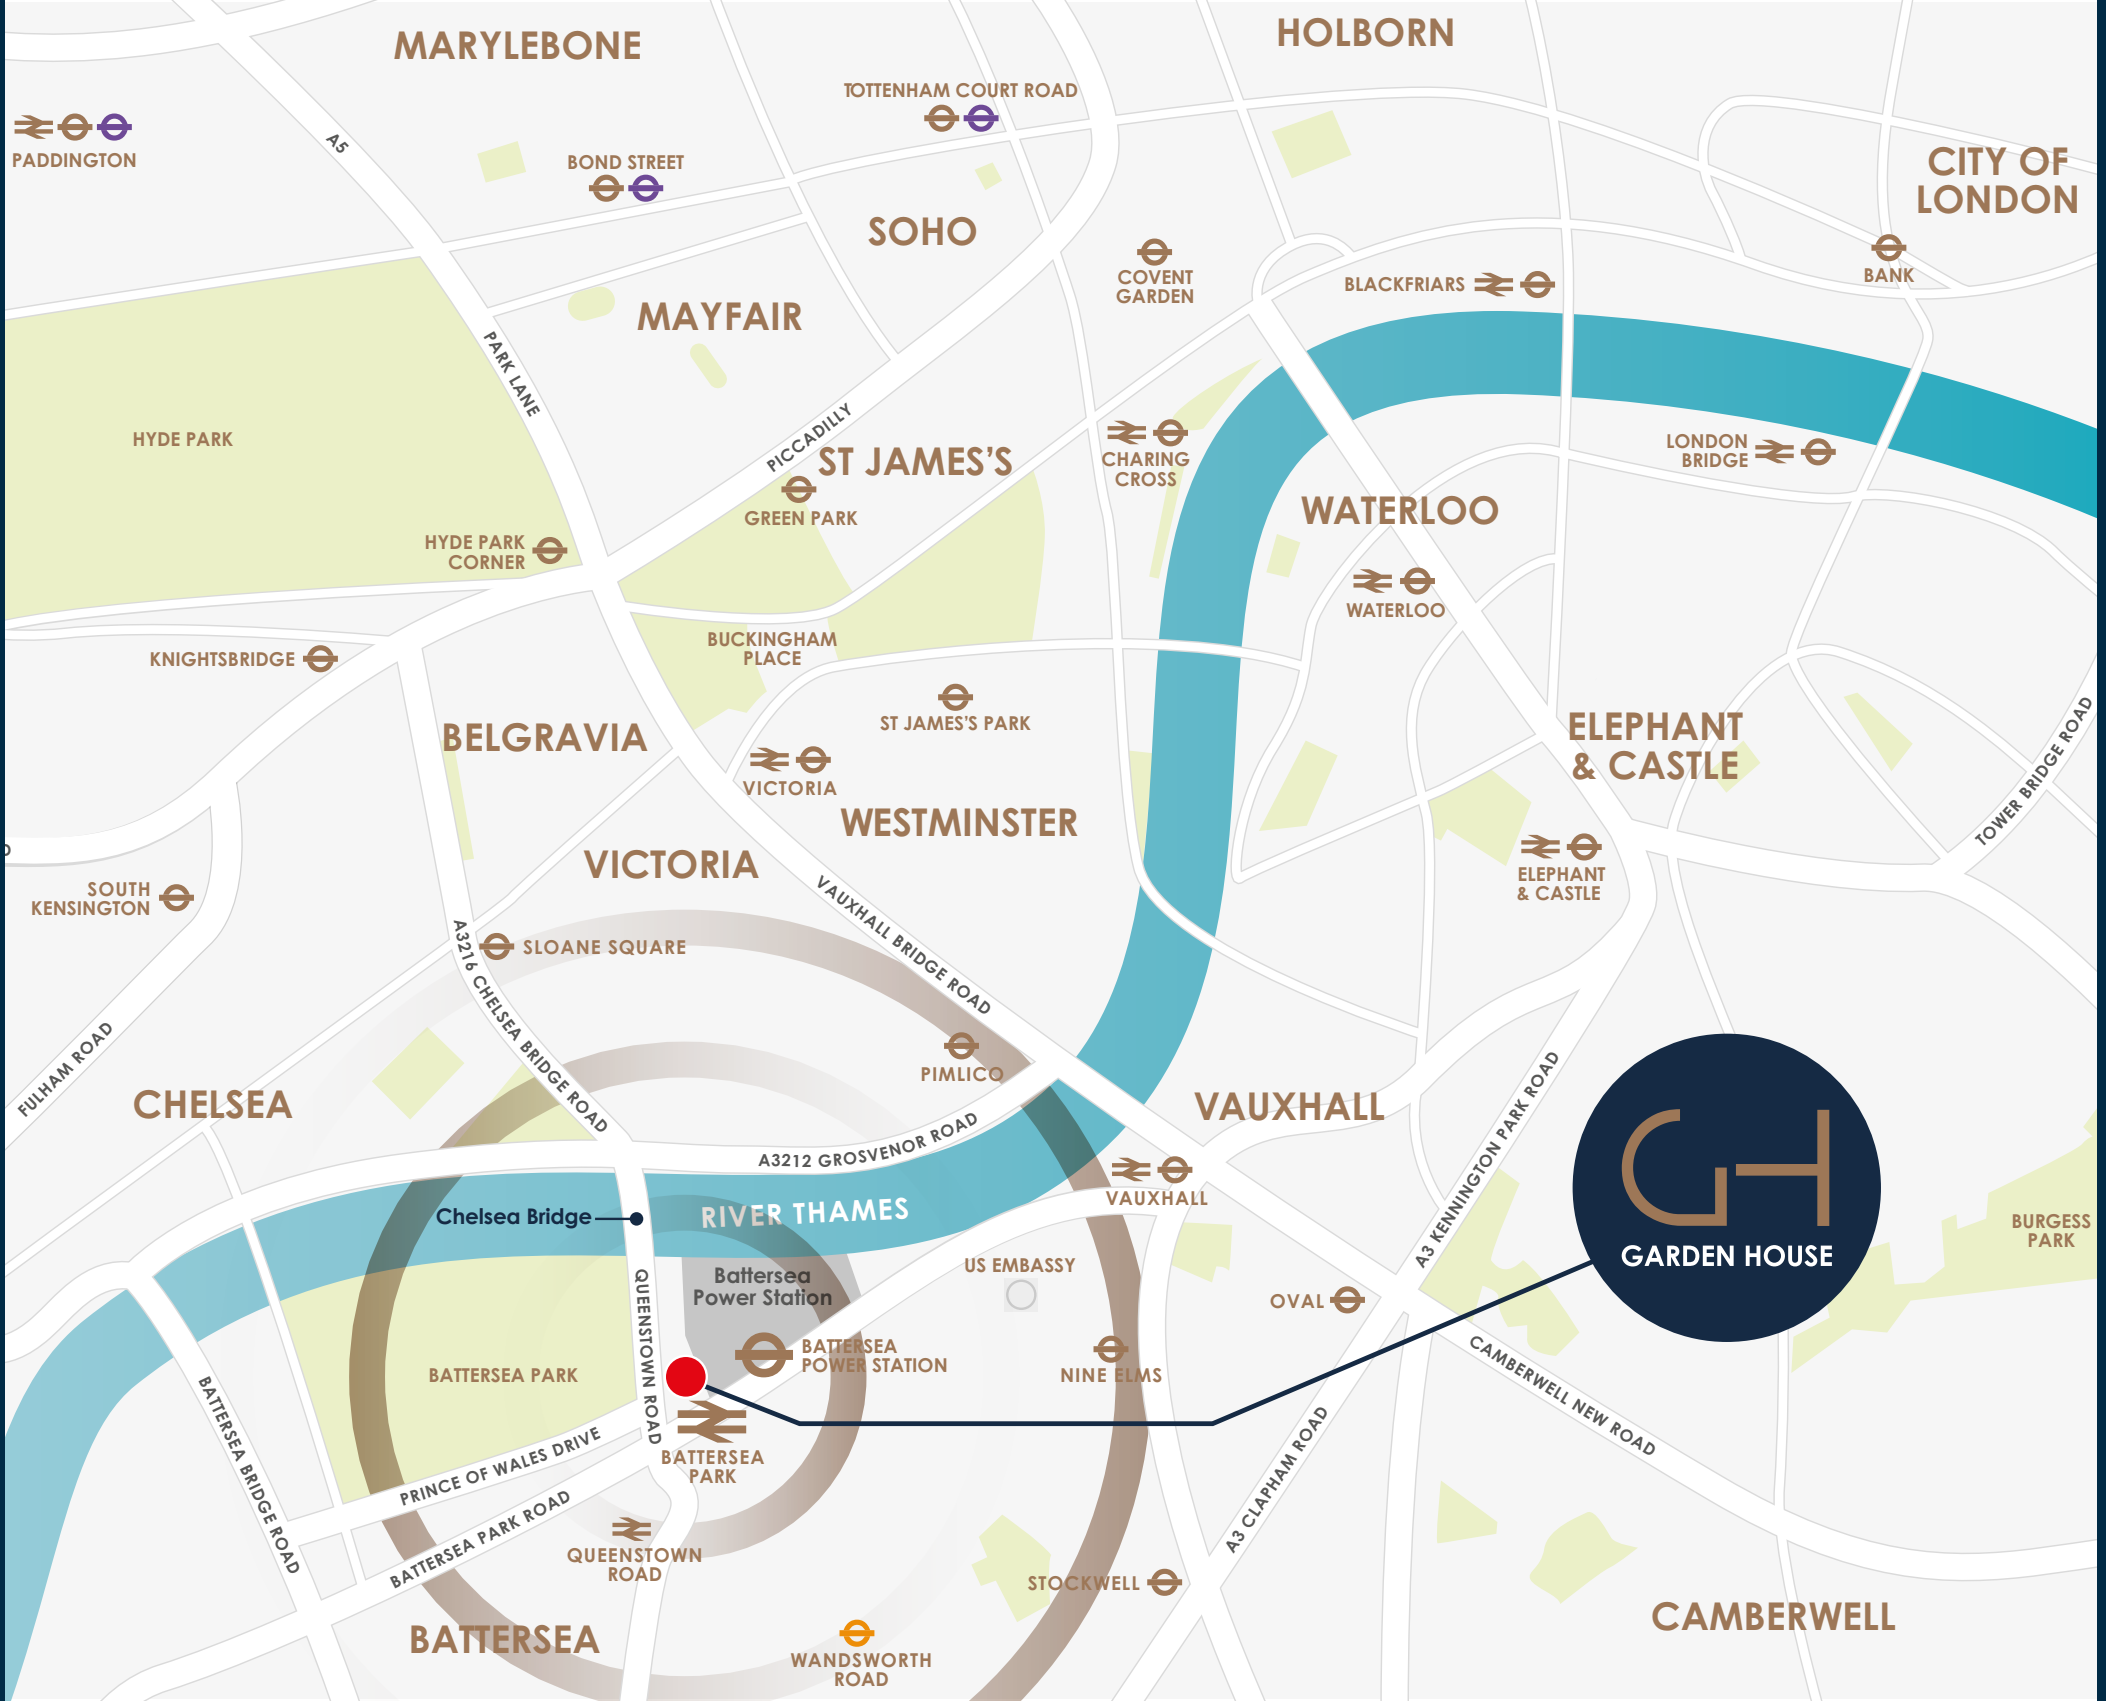 MARYLEBONE
HOLBORN
TOTTENHAM COURT ROAD
PADDINGTON
A5
BOND STREET
CITY OF
LONDON
SOHO
COVENT
GARDEN
BLACKFRIARS
BANK
MAYFAIR
PARK LANE
HYDE PARK
PICCADILLY
ST JAMES'S
GREEN PARK
CHARING
CROSS
LONDON
BRIDGE
WATERLOO
HYDE PARK
CORNER
WATERLOO
BUCKINGHAM
PLACE
KNIGHTSBRIDGE
ST JAMES'S PARK
BELGRAVIA
VICTORIA
ELEPHANT
& CASTLE
TOWER BRIDGE ROAD
WESTMINSTER
VICTORIA
ELEPHANT
& CASTLE
SOUTH
KENSINGTON
VAUXHALL BRIDGE ROAD
SLOANE SQUARE
A3216 CHELSEA BRIDGE ROAD
FULHAM ROAD
PIMLICO
CHELSEA
VAUXHALL
A3212 GROSVENOR ROAD
A3 KENNINGTON PARK ROAD
VAUXHALL
Chelsea Bridge
RIVER THAMES
GH
GARDEN HOUSE
BURGESS
PARK
US EMBASSY
Battersea
Power Station
QUEENSTOWN ROAD
OVAL
BATTERSEA
POWER STATION
NINE ELMS
BATTERSEA PARK
CAMBERWELL NEW ROAD
BATTERSEA BRIDGE ROAD
PRINCE OF WALES DRIVE
BATTERSEA
PARK
A3 CLAPHAM ROAD
BATTERSEA PARK ROAD
QUEENSTOWN
ROAD
STOCKWELL
BATTERSEA
WANDSWORTH
ROAD
CAMBERWELL